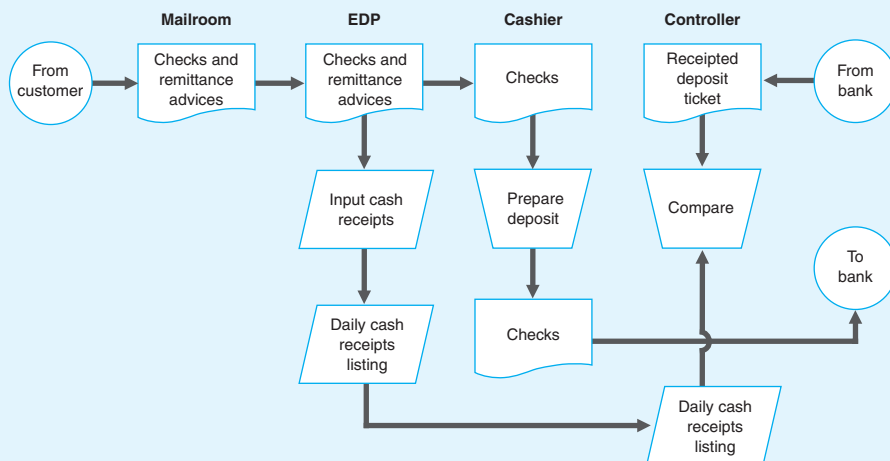 Mailroom
EDP
Cashier
Controller
From
customer
Checks and
remittance
advices
Checks and
remittance
advices
Checks
Receipted
deposit
ticket
From
bank
Input cash
receipts
Prepare
deposit
Compare
To
bank
Daily cash
receipts
listing
Checks
Daily cash
receipts
listing